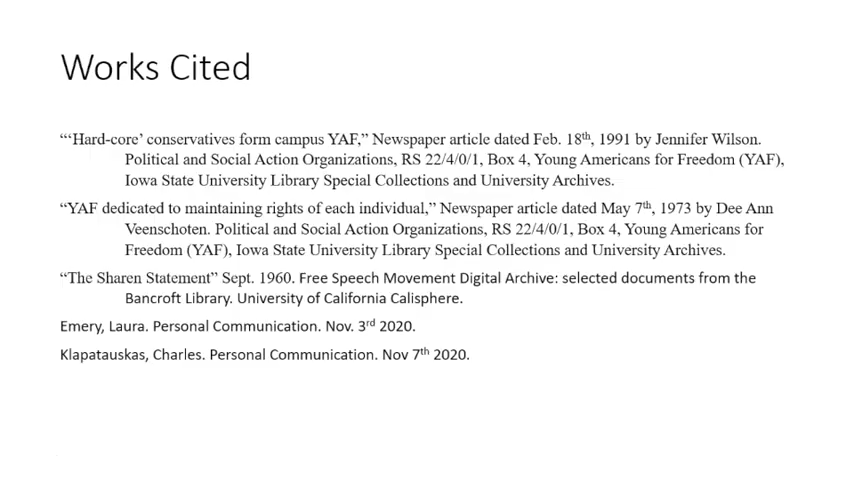 Works Cited
“‘Hard-core’ conservatives form campus YAF,” Newspaper article dated Feb. 18th, 1991 by Jennifer Wilson.
Political and Social Action Organizations, RS 22/4/0/1, Box 4, Young Americans for Freedom (YAF),
Iowa State University Library Special Collections and University Archives.
“YAF dedicated to maintaining rights of each individual,” Newspaper article dated May 7th, 1973 by Dee Ann
Veenschoten. Political and Social Action Organizations, RS 22/4/0/1, Box 4, Young Americans for
Freedom (YAF), Iowa State University Library Special Collections and University Archives.
“The Sharen Statement” Sept. 1960. Free Speech Movement Digital Archive: selected documents from the
Bancroft Library. University of California Calisphere.
Emery, Laura. Personal Communication. Nov. 3rd 2020.
Klapatauskas, Charles. Personal Communication. Nov 7th 2020.